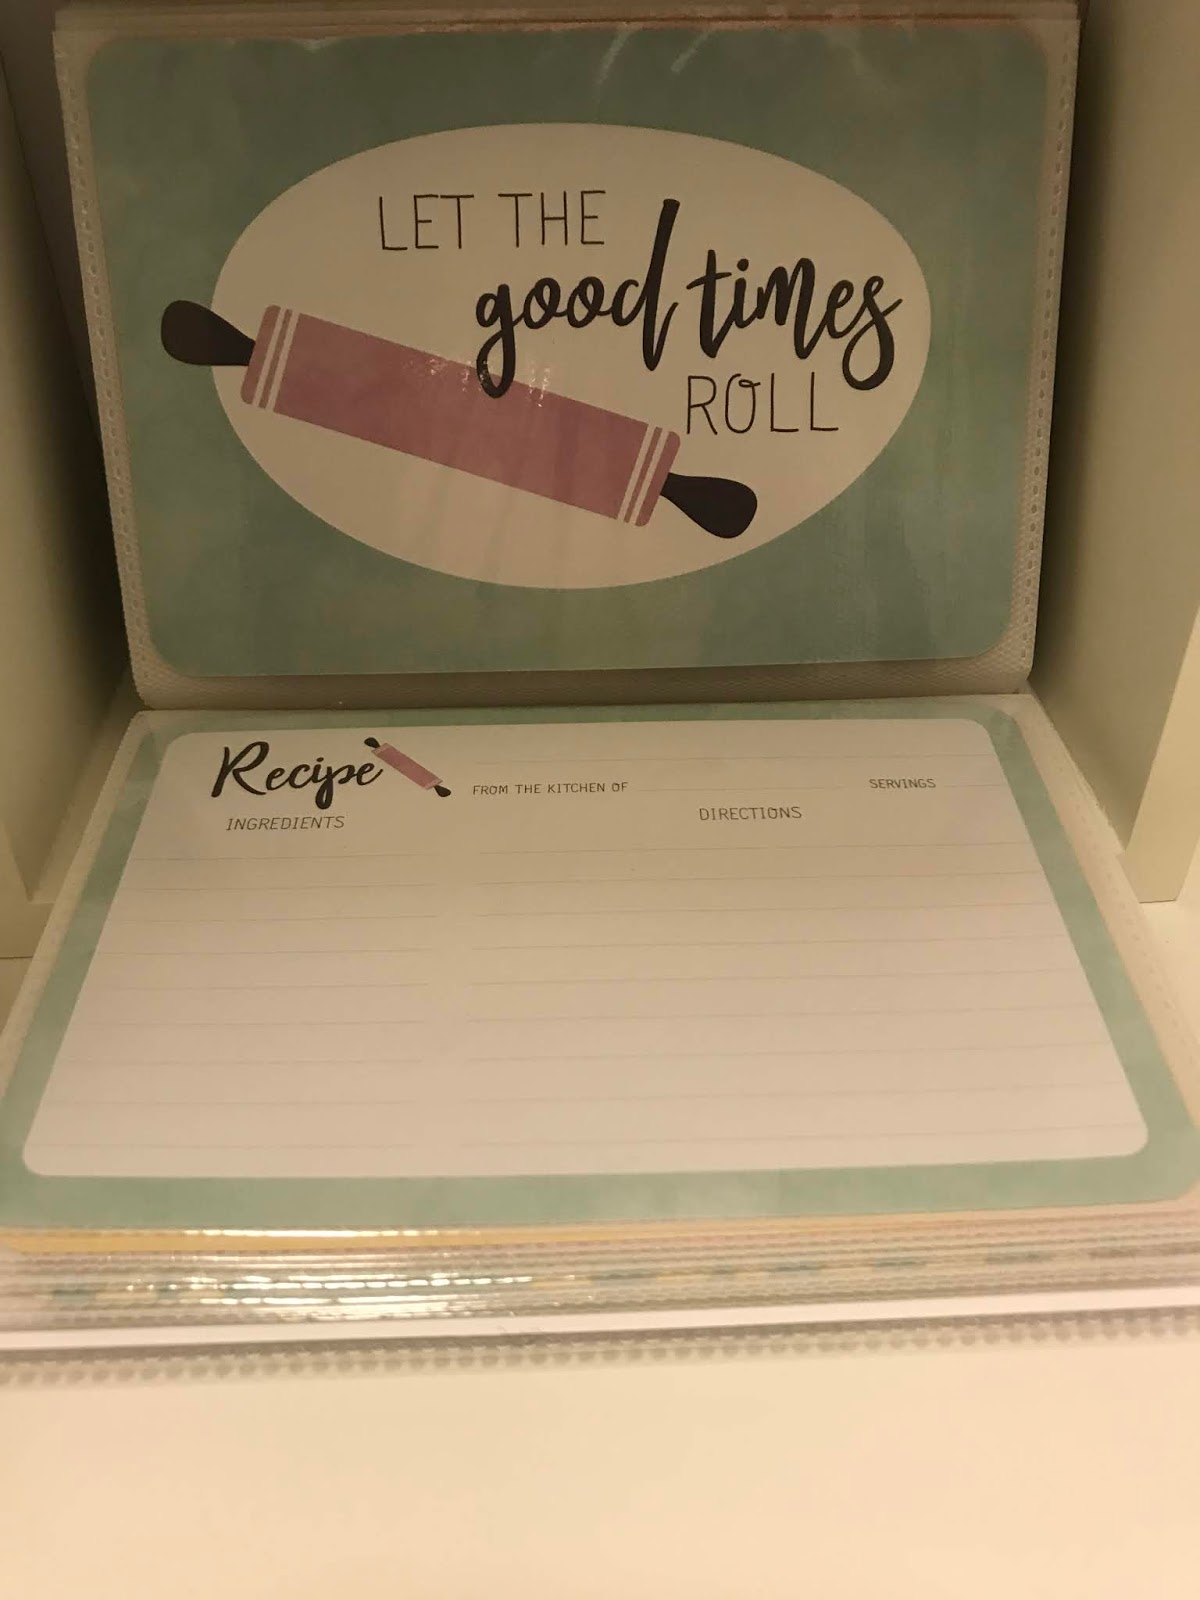 LET THE
good times
ROLL
Recipe
FROM THE KITCHEN OF
SERVINGS
INGREDIENTS
DIRECTIONS